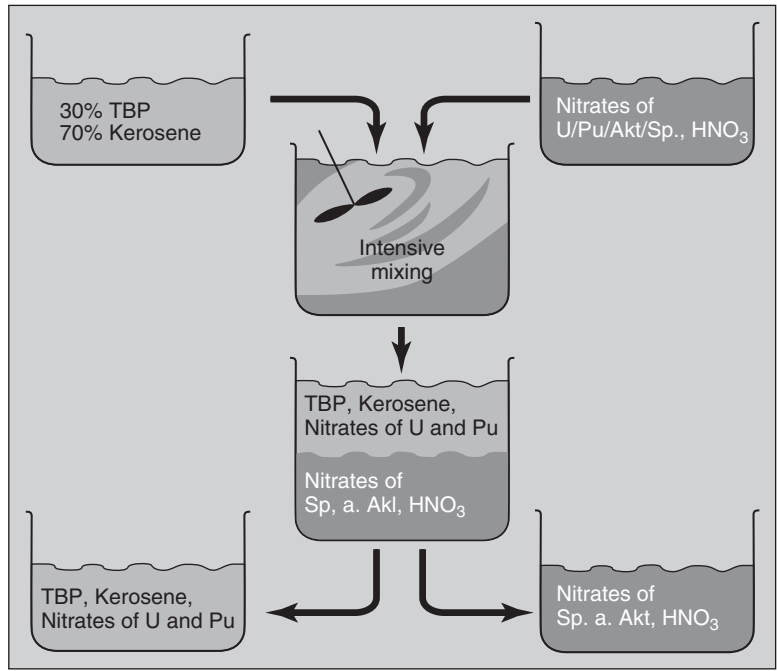 30% TBP
70% Kerosene
Nitrates of
U/Pu/Akt/Sp., HNO₃
Intensive
mixing
TBP, Kerosene,
Nitrates of U and Pu
Nitrates of
Sp, a. Akl, HNO₃
TBP, Kerosene,
Nitrates of U and Pu
Nitrates of
Sp. a. Akt, HNO₃